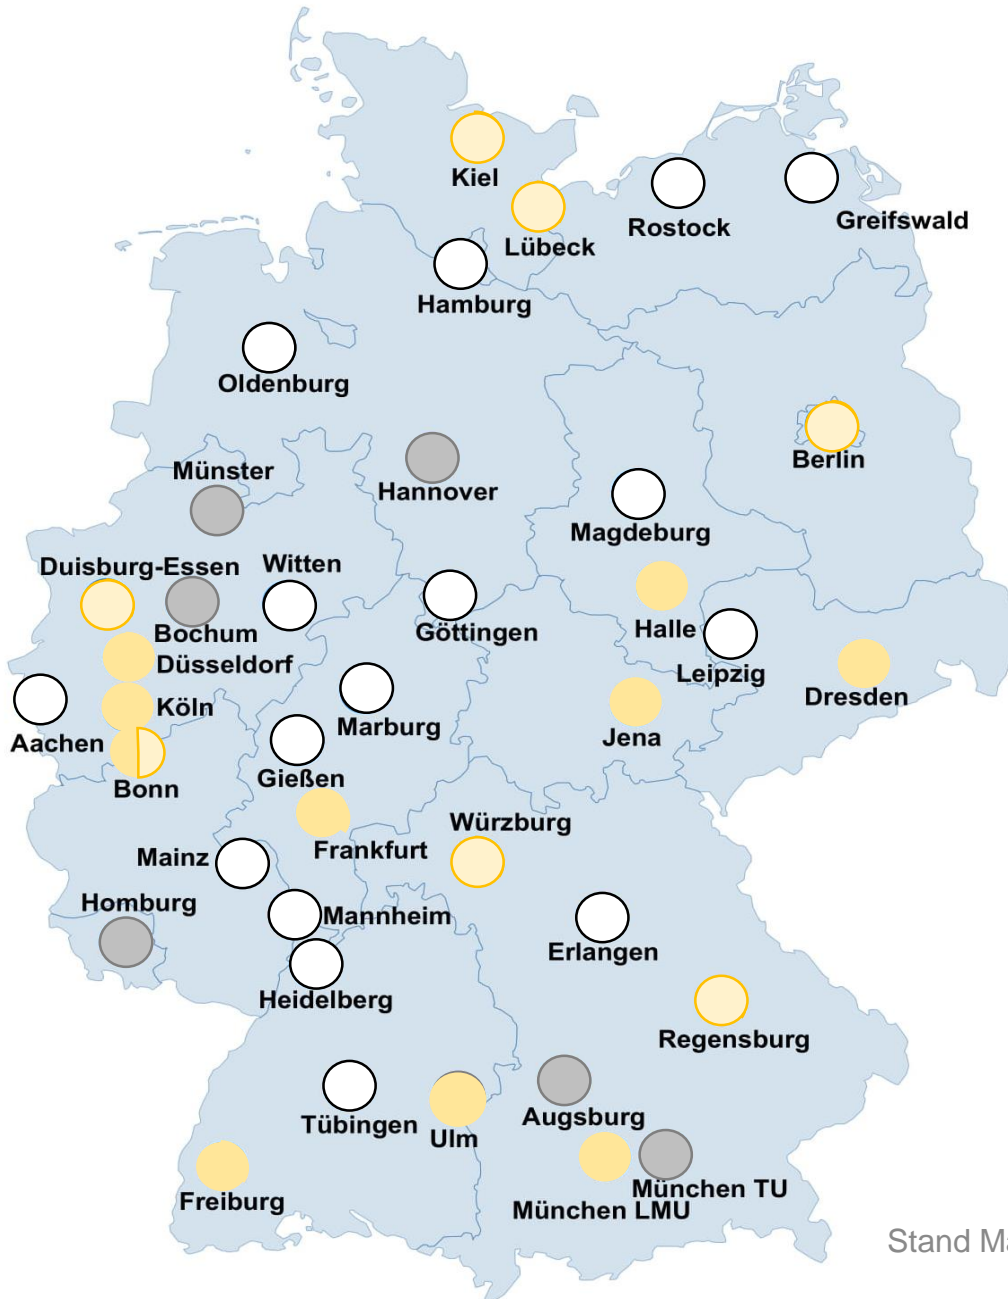 Kiel
Rostock
Greifswald
Lübeck
Hamburg
Oldenburg
Berlin
Münster
Hannover
Magdeburg
Duisburg-Essen
Witten
Bochum
Göttingen
Halle
Düsseldorf
Leipzig
Dresden
Köln
Marburg
Jena
Aachen
Gießen
Bonn
Würzburg
Frankfurt
Mainz
Homburg
Mannheim
Erlangen
Heidelberg
Regensburg
Augsburg
Tübingen
Ulm
München TU
Freiburg
München LMU
Stand